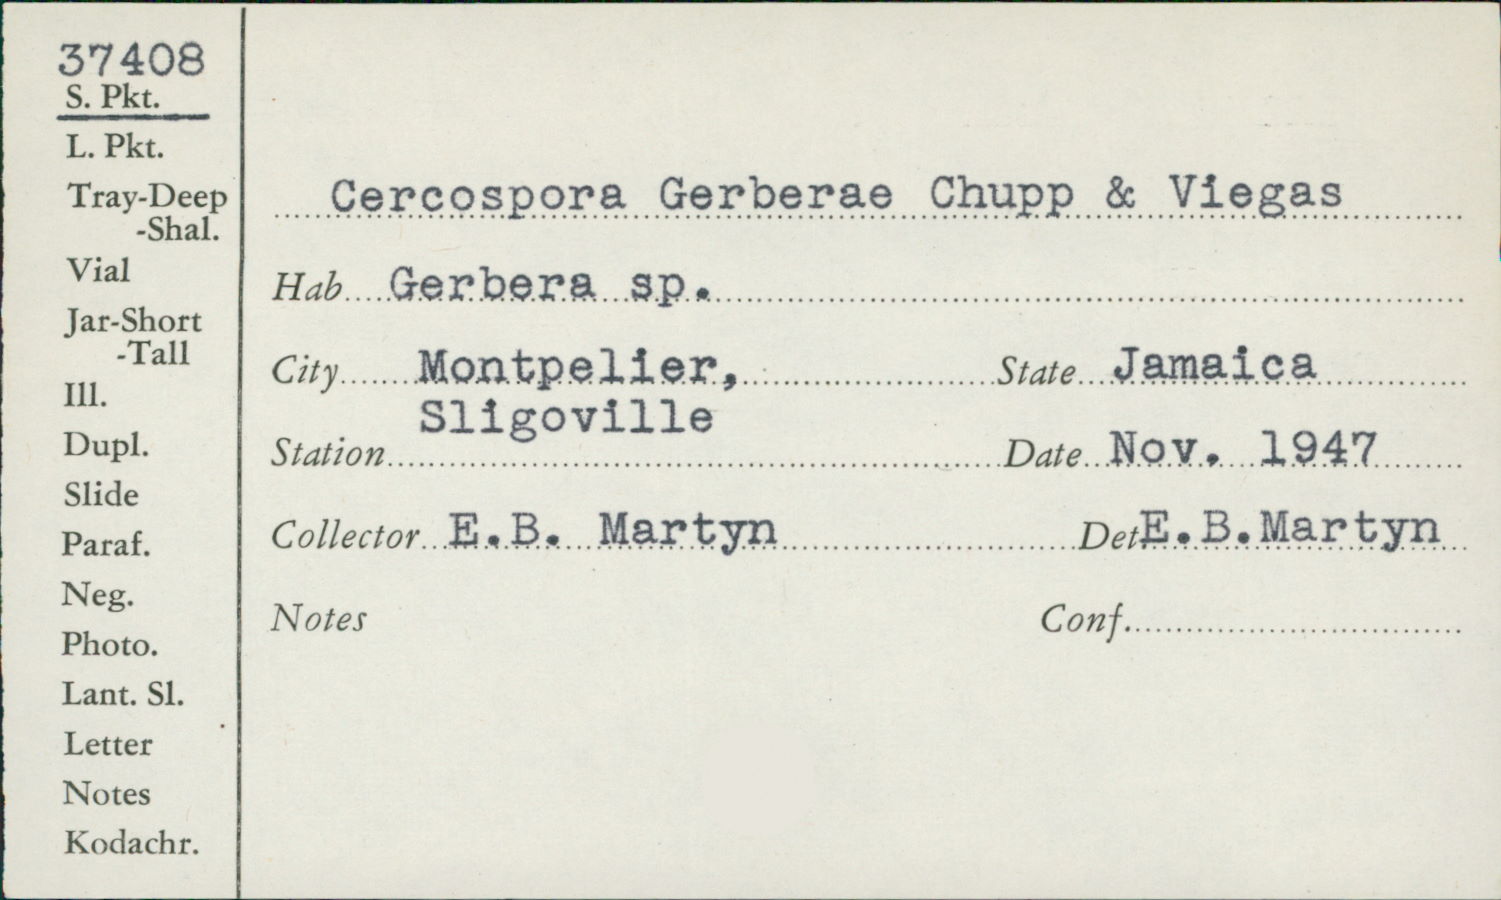 37408
S. Pkt.
L. Pkt.
Tray-Deep
-Shal.
Vial
Jar-Short
-Tall
Ill.
Dupl.
Slide
Paraf.
Neg.
Photo.
Lant. Sl.
Letter
Notes
Kodachr.
Cercospora Gerberae Chupp & Viegas
Hab Gerbera sp.
City Montpelier, State Jamaica
Sligoville
Station Date Nov. 1947
Collector E.B. Martyn Det E.B.Martyn
Notes Conf.